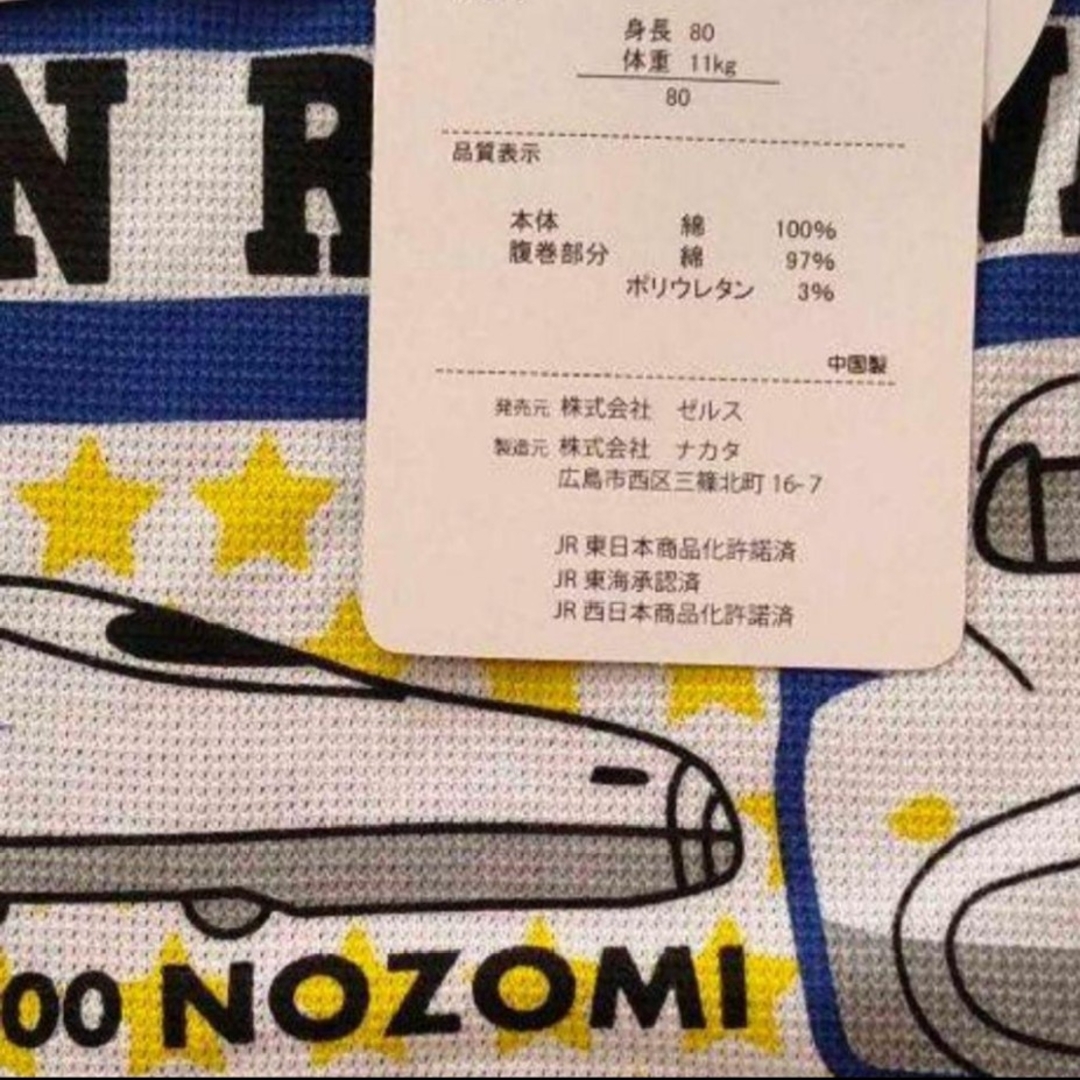 身長 80
体重 11kg
80
品質表示
本体 綿 100%
腹巻部分 綿 97%
ポリウレタン 3%
中国製
発売元 株式会社 ゼルス
製造元 株式会社 ナカタ
広島市西区三篠北町 16-7
JR 東日本商品化許諾済
JR 東海承認済
JR 西日本商品化許諾済
N R
00 NOZOMI